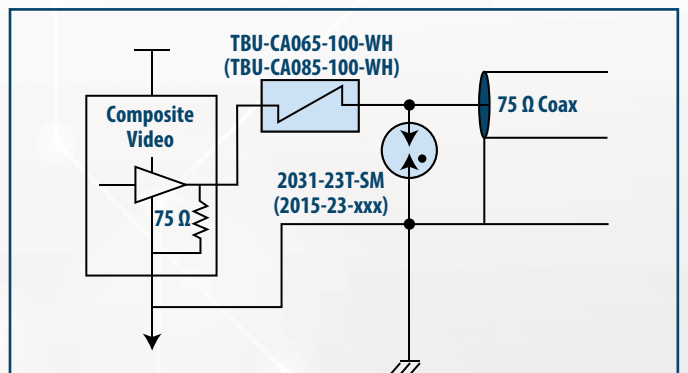 TBU-CA065-100-WH
(TBU-CA085-100-WH)
Composite
Video
75 Ω Coax
2031-23T-SM
(2015-23-xxx)
75 Ω